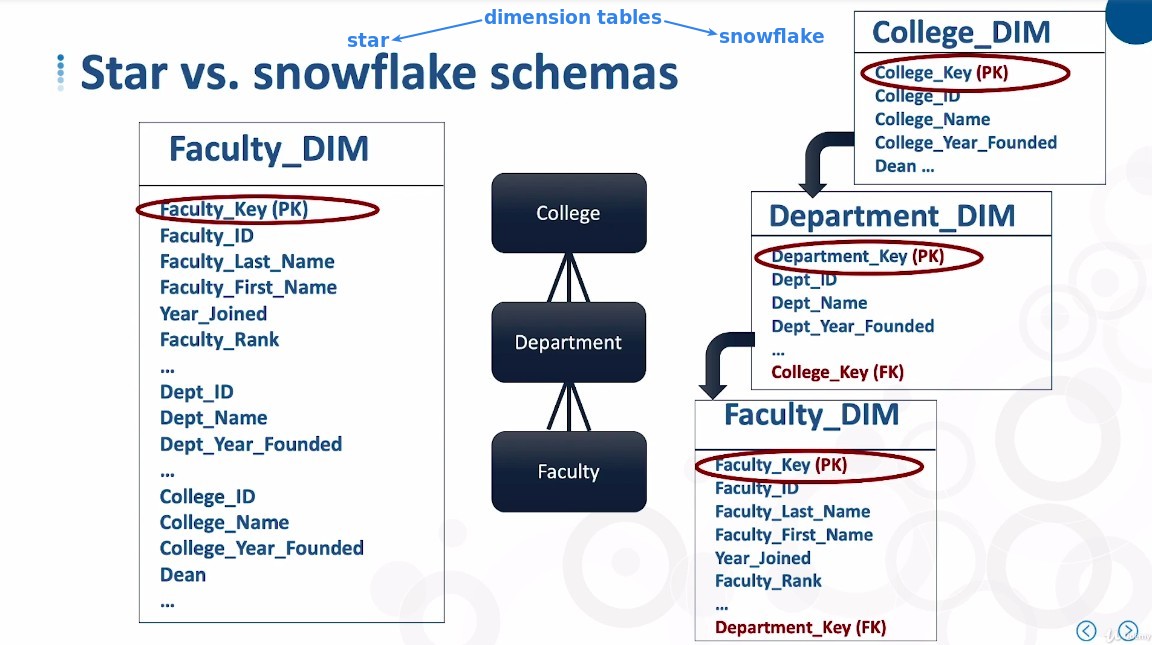 dimension tables
star
snowflake
Star vs. snowflake schemas
Faculty_DIM
Faculty_Key (PK)
Faculty_ID
Faculty_Last_Name
Faculty_First_Name
Year_Joined
Faculty_Rank
...
Dept_ID
Dept_Name
Dept_Year_Founded
...
College_ID
College_Name
College_Year_Founded
Dean
...
College
Department
Faculty
College_DIM
College_Key (PK)
College_ID
College_Name
College_Year_Founded
Dean ...
Department_DIM
Department_Key (PK)
Dept_ID
Dept_Name
Dept_Year_Founded
...
College_Key (FK)
Faculty_DIM
Faculty_Key (PK)
Faculty_ID
Faculty_Last_Name
Faculty_First_Name
Year_Joined
Faculty_Rank
...
Department_Key (FK)